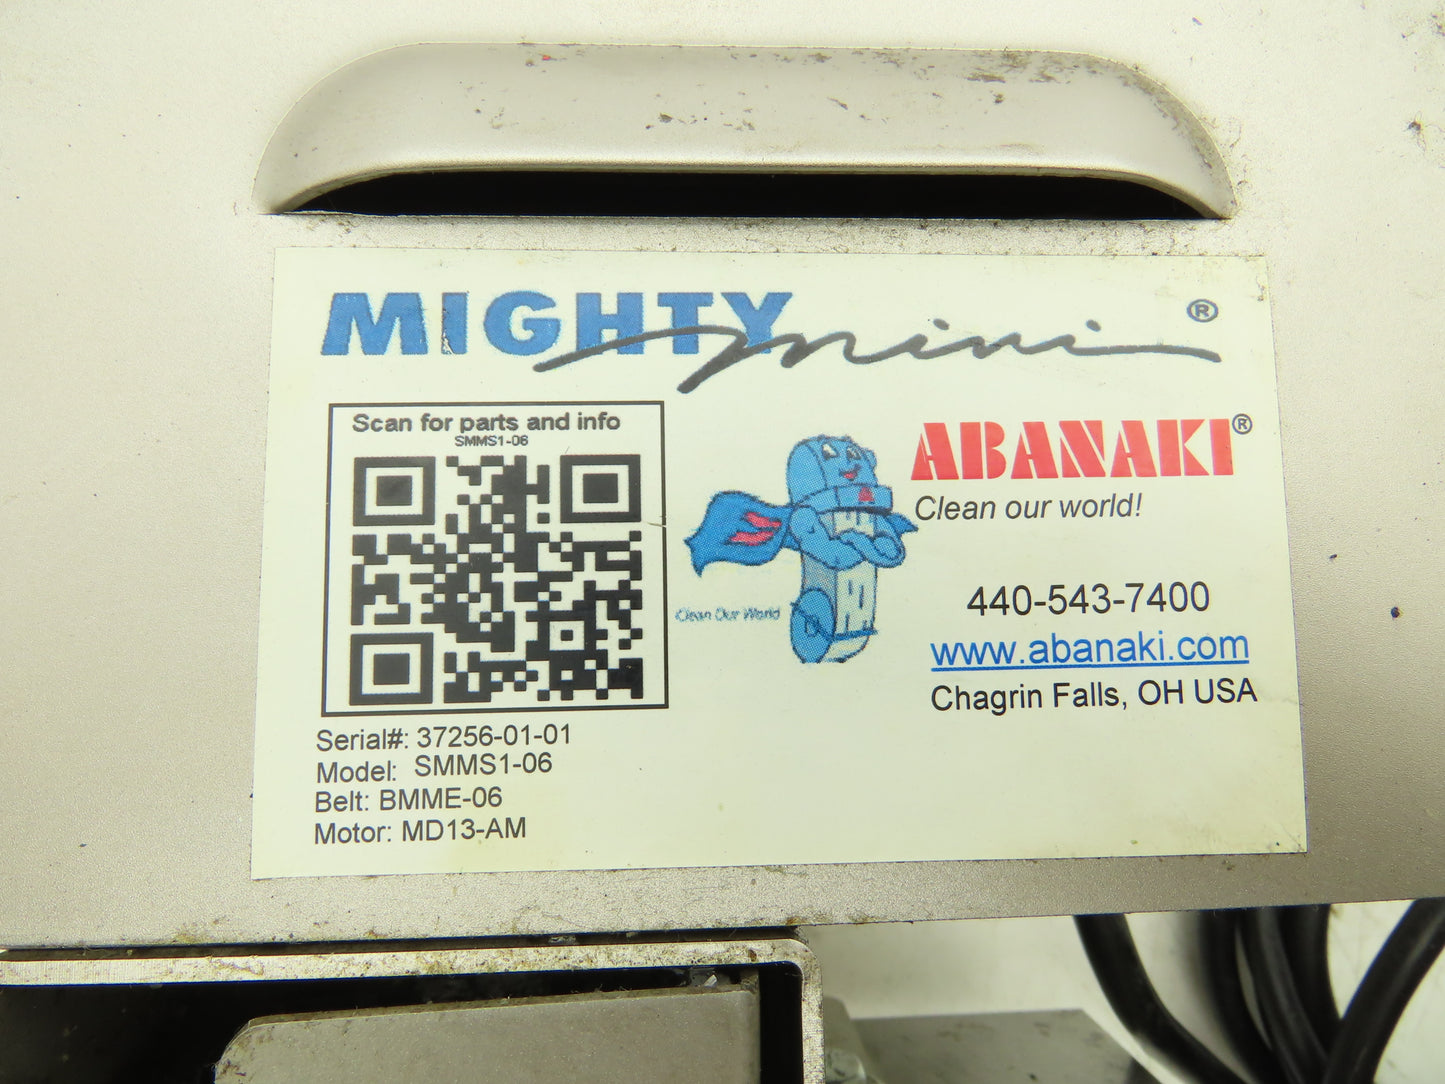 MIGHTY mini ®
Scan for parts and info
SMMS1-06
ABANAKI®
Clean our world!
A
Clean Our World
440-543-7400
www.abanaki.com
Chagrin Falls, OH USA
Serial#: 37256-01-01
Model: SMMS1-06
Belt: BMME-06
Motor: MD13-AM